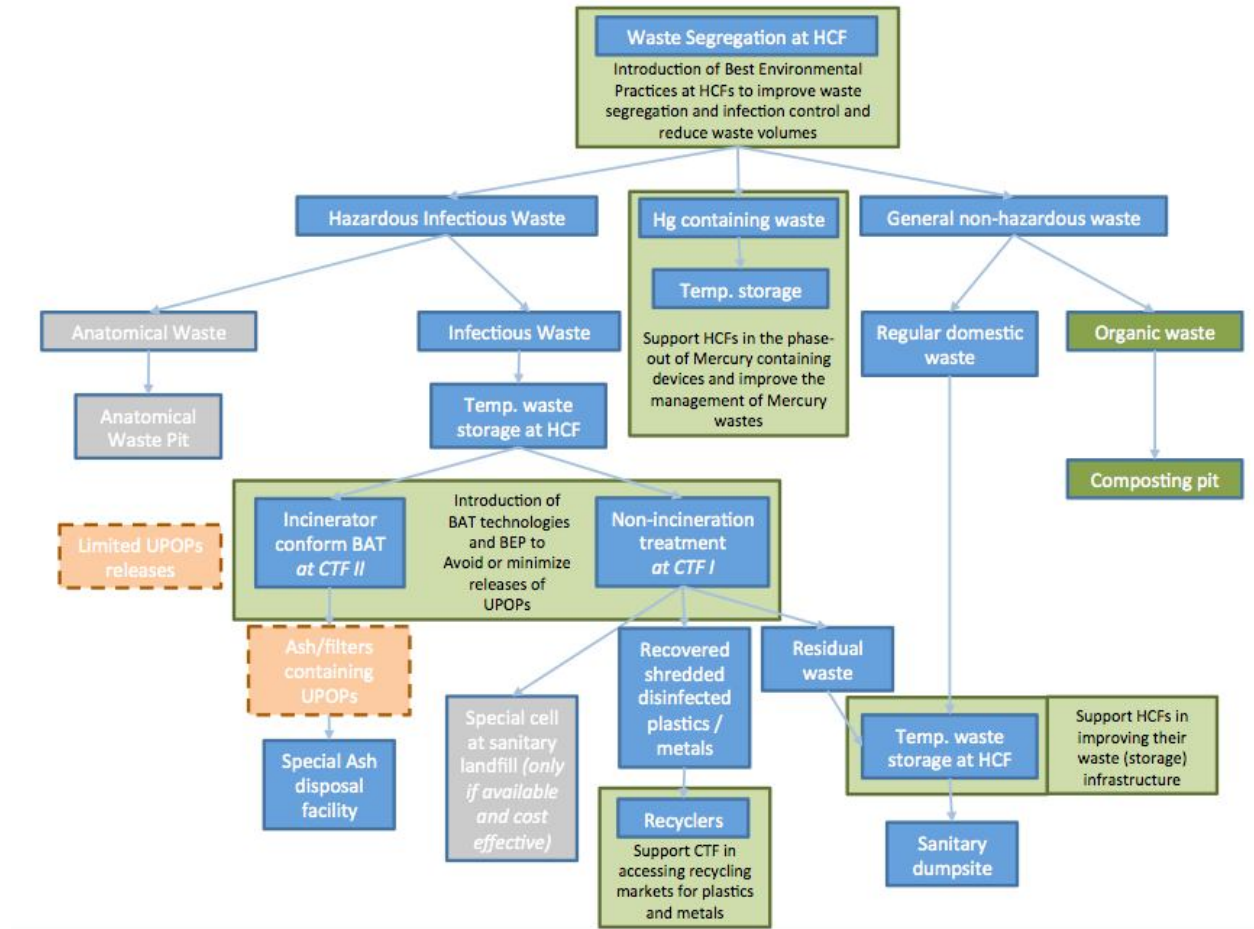 Waste Segregation at HCF
Introduction of Best Environmental
Practices at HCFs to improve waste
segregation and infection control and
reduce waste volumes
Hazardous Infectious Waste
Hg containing waste
General non-hazardous waste
Temp. storage
Support HCFs in the phase-
out of Mercury containing
devices and improve the
management of Mercury
wastes
Anatomical Waste
Infectious Waste
Regular domestic
waste
Organic waste
Anatomical
Waste Pit
Temp. waste
storage at HCF
Composting pit
Limited UPOPs
releases
Incinerator
conform BAT
at CTF II
Introduction of
BAT technologies
and BEP to
Avoid or minimize
releases of
UPOPs
Non-incineration
treatment
at CTF I
Ash/filters
containing
UPOPs
Recovered
shredded
disinfected
plastics /
metals
Residual
waste
Special Ash
disposal
facility
Special cell
at sanitary
landfill (only
if available
and cost
effective)
Temp. waste
storage at HCF
Support HCFs in
improving their
waste (storage)
infrastructure
Recyclers
Support CTF in
accessing recycling
markets for plastics
and metals
Sanitary
dumpsite